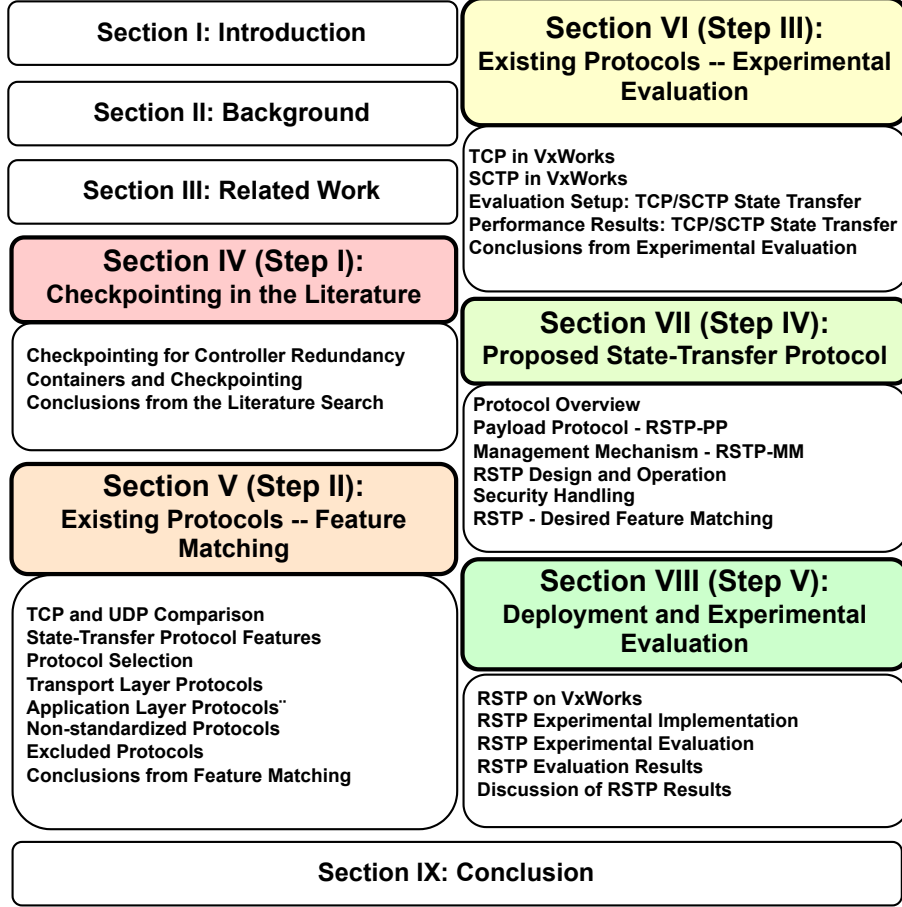 Section I: Introduction
Section II: Background
Section III: Related Work
Section IV (Step I):
Checkpointing in the Literature
Checkpointing for Controller Redundancy
Containers and Checkpointing
Conclusions from the Literature Search
Section V (Step II):
Existing Protocols -- Feature
Matching
TCP and UDP Comparison
State-Transfer Protocol Features
Protocol Selection
Transport Layer Protocols
Application Layer Protocols¨
Non-standardized Protocols
Excluded Protocols
Conclusions from Feature Matching
Section VI (Step III):
Existing Protocols -- Experimental
Evaluation
TCP in VxWorks
SCTP in VxWorks
Evaluation Setup: TCP/SCTP State Transfer
Performance Results: TCP/SCTP State Transfer
Conclusions from Experimental Evaluation
Section VII (Step IV):
Proposed State-Transfer Protocol
Protocol Overview
Payload Protocol - RSTP-PP
Management Mechanism - RSTP-MM
RSTP Design and Operation
Security Handling
RSTP - Desired Feature Matching
Section VIII (Step V):
Deployment and Experimental
Evaluation
RSTP on VxWorks
RSTP Experimental Implementation
RSTP Experimental Evaluation
RSTP Evaluation Results
Discussion of RSTP Results
Section IX: Conclusion